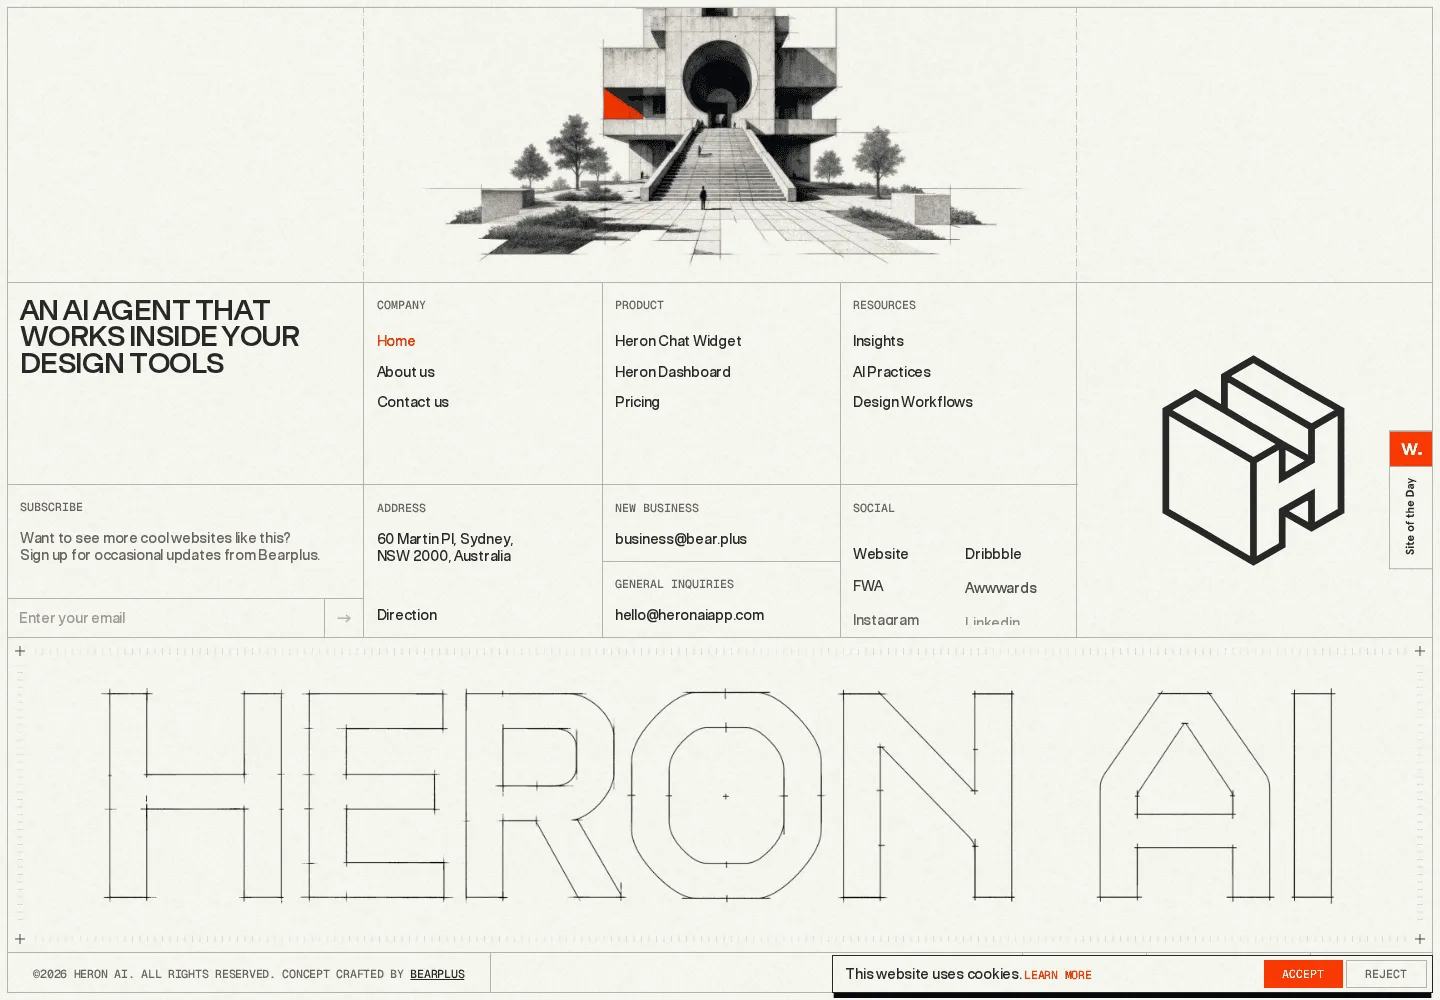 AN AI AGENT THAT
WORKS INSIDE YOUR
DESIGN TOOLS
COMPANY
Home
About us
Contact us
PRODUCT
Heron Chat Widget
Heron Dashboard
Pricing
RESOURCES
Insights
AI Practices
Design Workflows
W.
Site of the Day
SUBSCRIBE
Want to see more cool websites like this?
Sign up for occasional updates from Bearplus.
Enter your email
ADDRESS
60 Martin Pl, Sydney,
NSW 2000, Australia
Direction
NEW BUSINESS
business@bear.plus
GENERAL INQUIRIES
hello@heronaiapp.com
SOCIAL
Website
Dribbble
FWA
Awwwards
Instagram
Linkedin
HERON AI
©2026 HERON AI. ALL RIGHTS RESERVED. CONCEPT CRAFTED BY BEARPLUS
This website uses cookies. LEARN MORE
ACCEPT
REJECT